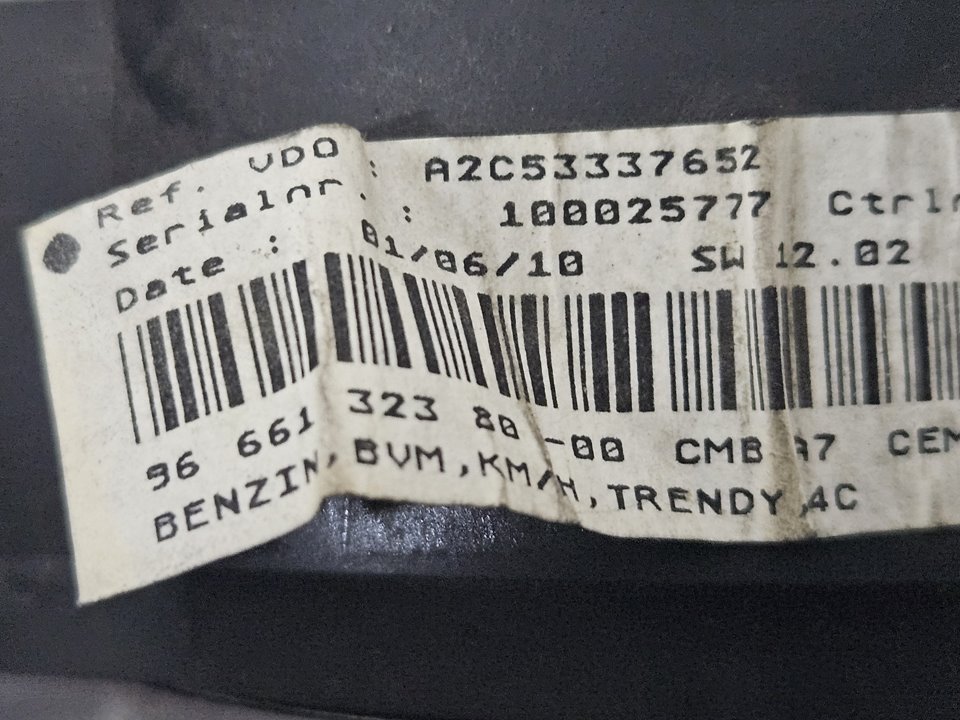 Ref. VDO : A2C53337652
Serialnr. : 100025777 Ctrlnr
Date : 01/06/10 SW 12.02
96 661 323 80 -00 CMB A7 CEM
BENZIN,BVM,KM/H,TRENDY,4C